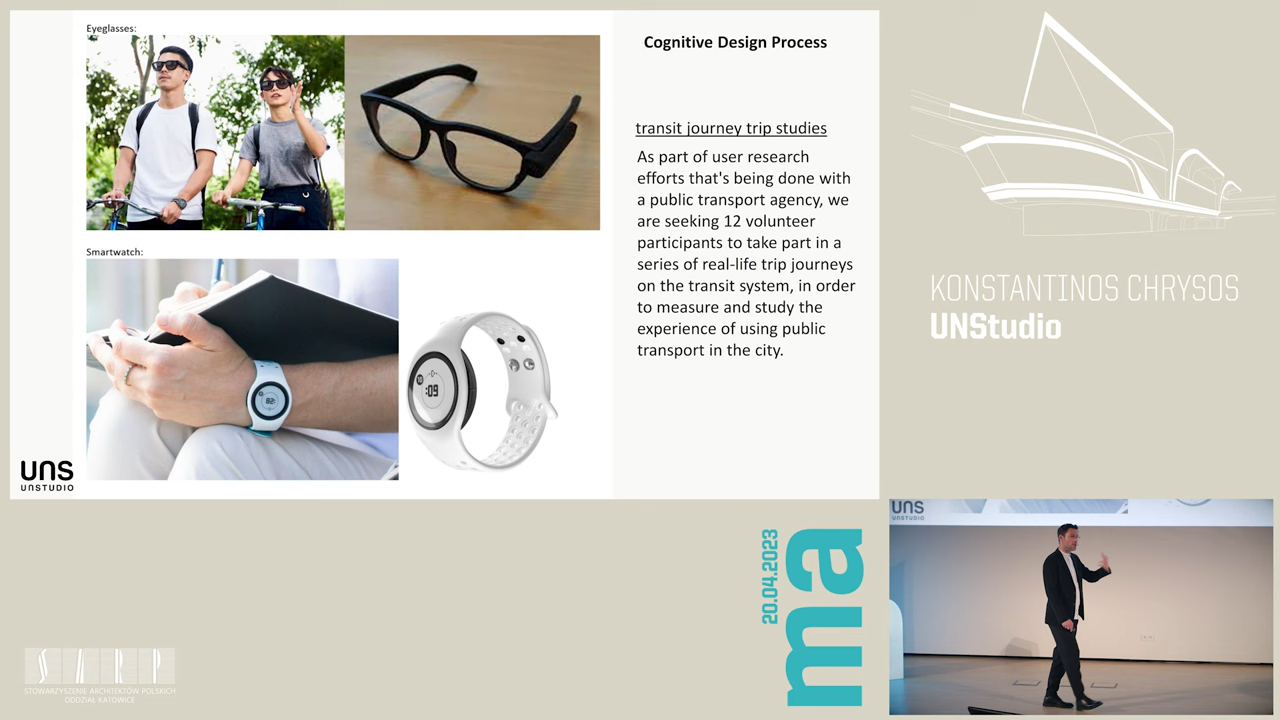 Eyeglasses:
Smartwatch:
:09
UNS
UNSTUDIO
Cognitive Design Process
transit journey trip studies
As part of user research
efforts that's being done with
a public transport agency, we
are seeking 12 volunteer
participants to take part in a
series of real-life trip journeys
on the transit system, in order
to measure and study the
experience of using public
transport in the city.
KONSTANTINOS CHRYSOS
UNStudio
20.04.2023
ma
UNS
UNSTUDIO
SARP
STOWARZYSZENIE ARCHITEKTÓW POLSKICH
ODDZIAŁ KATOWICE